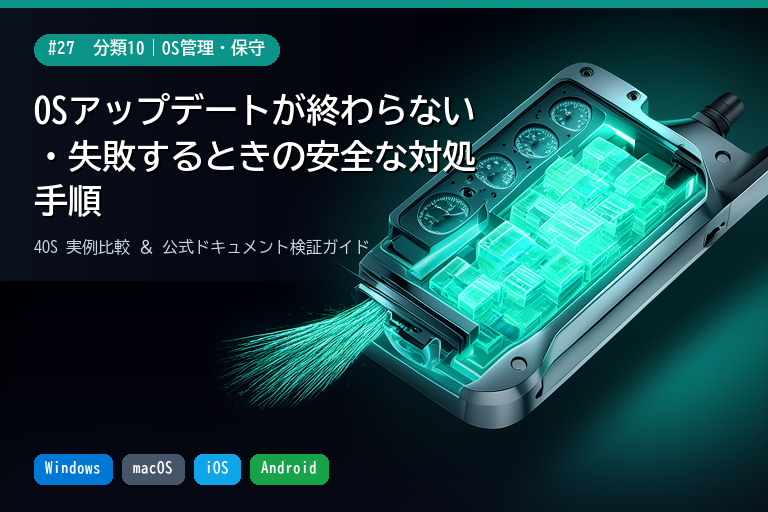 #27 分類10｜OS管理・保守
OSアップデートが終わらない
・失敗するときの安全な対処
手順
4OS 実例比較 & 公式ドキュメント検証ガイド
Windows macOS iOS Android